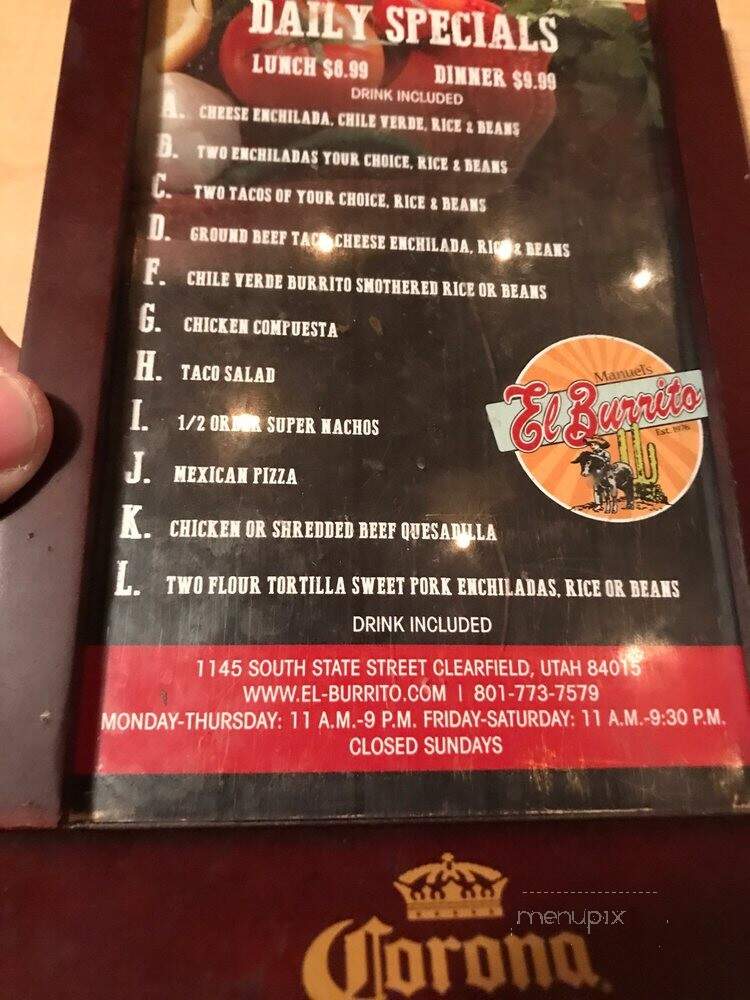 DAILY SPECIALS
LUNCH $8.99 DINNER $9.99
DRINK INCLUDED
A. CHEESE ENCHILADA, CHILE VERDE, RICE & BEANS
B. TWO ENCHILADAS YOUR CHOICE, RICE & BEANS
C. TWO TACOS OF YOUR CHOICE, RICE & BEANS
D. GROUND BEEF TACO, CHEESE ENCHILADA, RICE & BEANS
F. CHILE VERDE BURRITO SMOTHERED RICE OR BEANS
G. CHICKEN COMPUESTA
H. TACO SALAD
I. 1/2 ORDER SUPER NACHOS
J. MEXICAN PIZZA
K. CHICKEN OR SHREDDED BEEF QUESADILLA
L. TWO FLOUR TORTILLA SWEET PORK ENCHILADAS, RICE OR BEANS
DRINK INCLUDED
Manuel's
El Burrito
Est. 1976
1145 SOUTH STATE STREET CLEARFIELD, UTAH 84015
WWW.EL-BURRITO.COM | 801-773-7579
MONDAY-THURSDAY: 11 A.M.-9 P.M. FRIDAY-SATURDAY: 11 A.M.-9:30 P.M.
CLOSED SUNDAYS
menupix
Corona